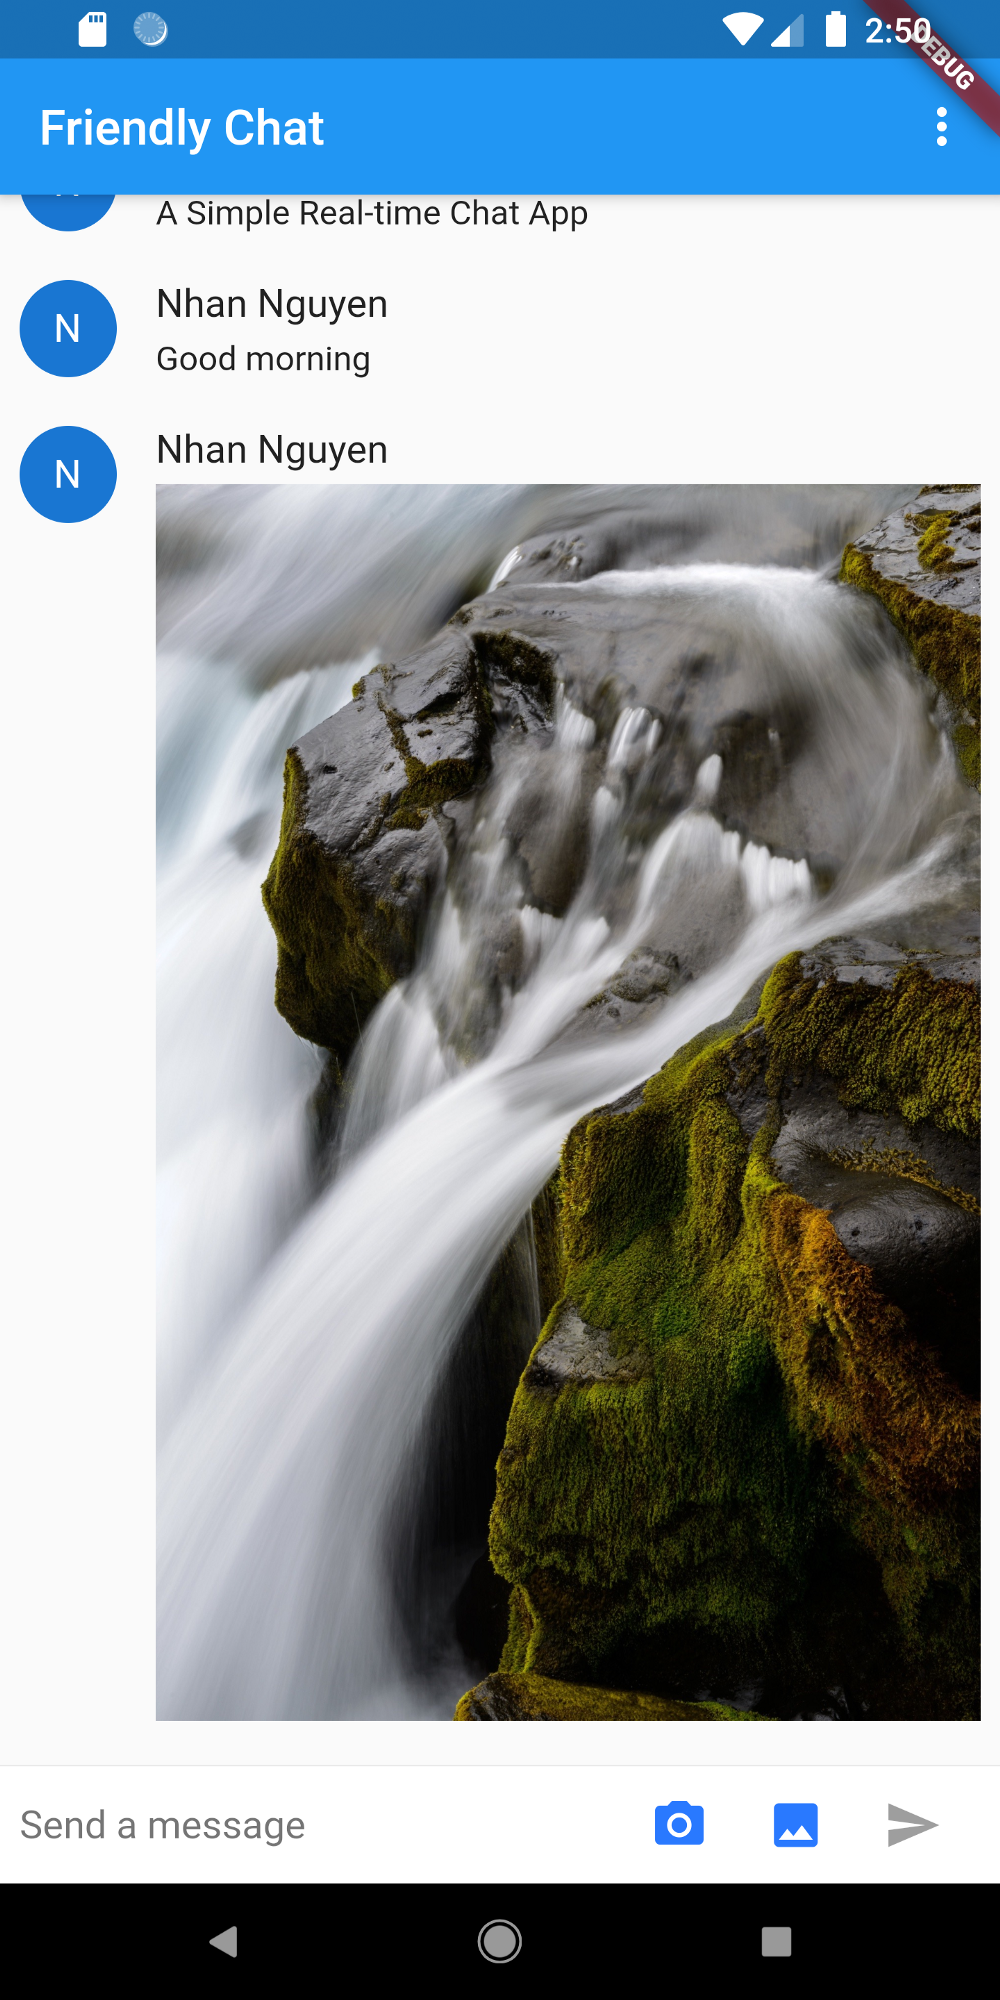 2:50
DEBUG
Friendly Chat
A Simple Real-time Chat App
N
Nhan Nguyen
Good morning
N
Nhan Nguyen
Send a message